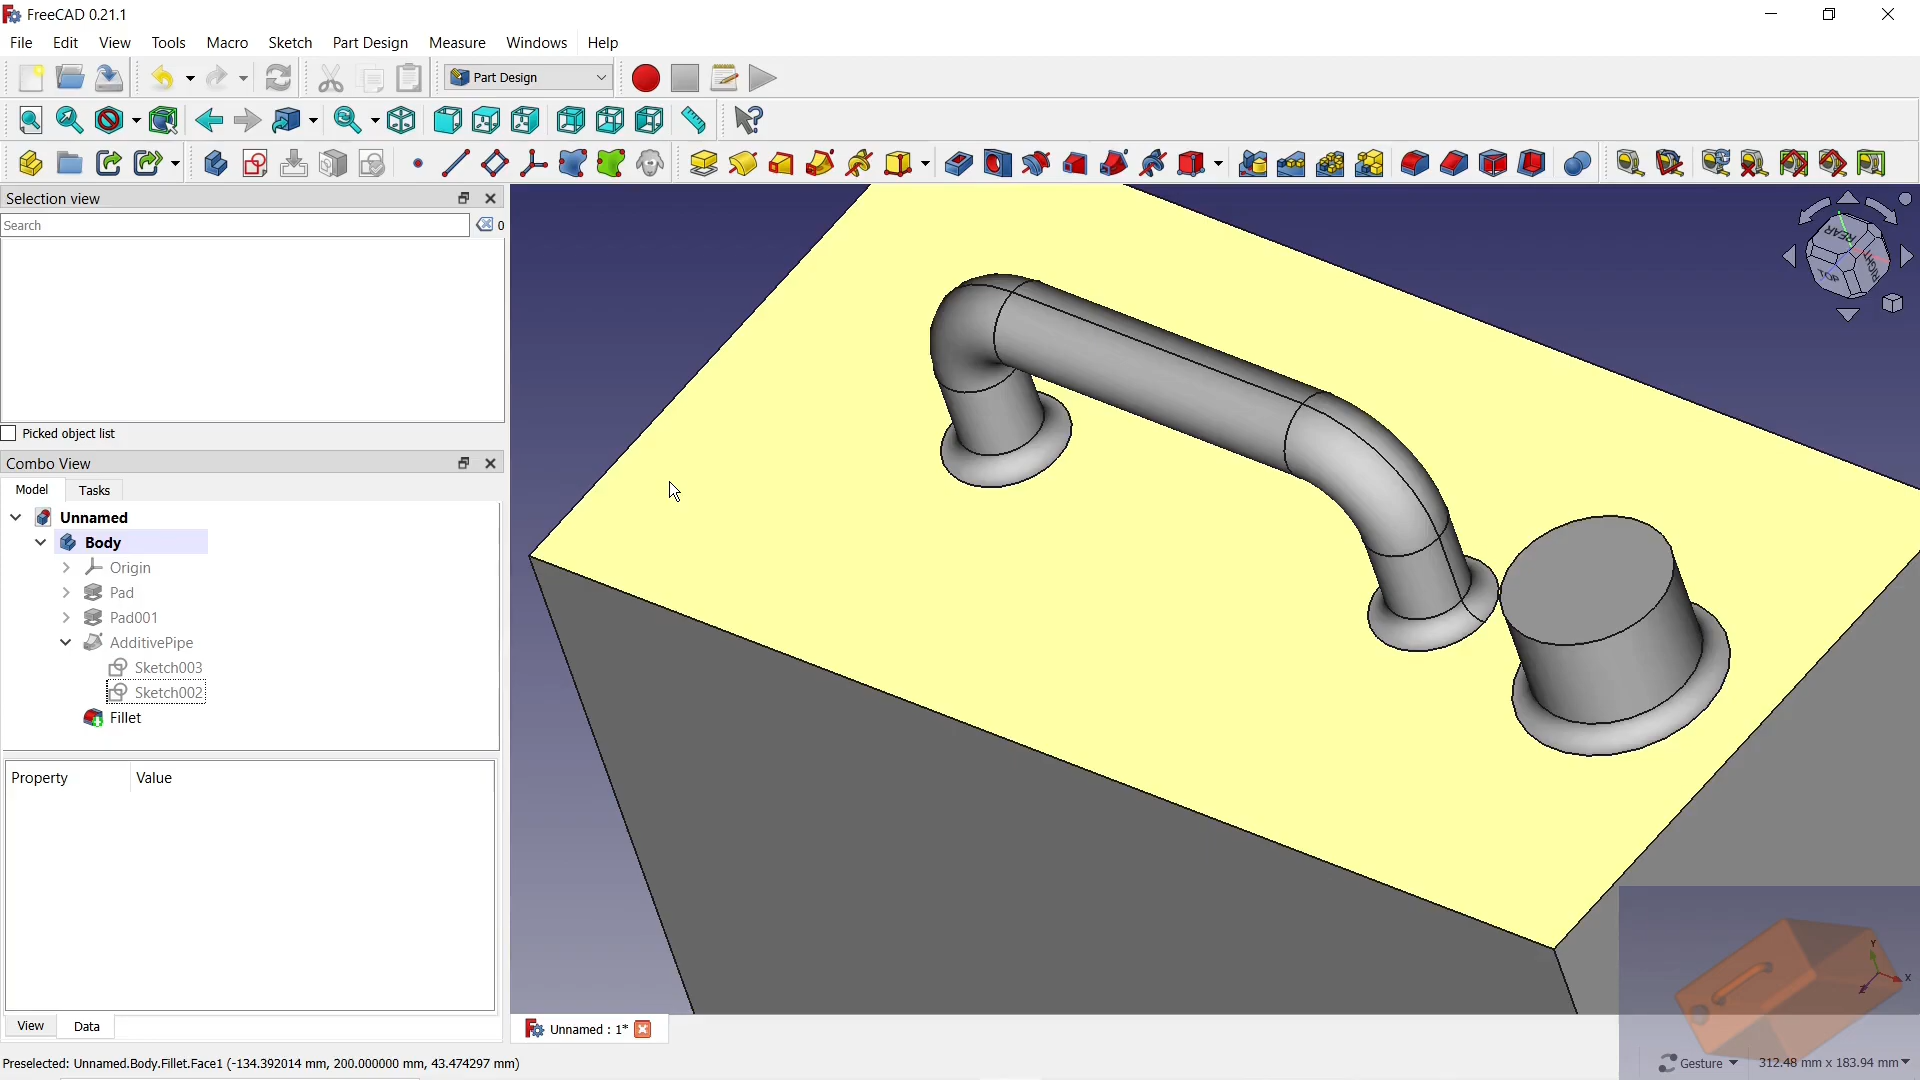 FreeCAD 0.21.1
File Edit View Tools Macro Sketch Part Design Measure Windows Help
Part Design
Selection view
Search
0
Picked object list
Combo View
Model Tasks
Unnamed
Body
Origin
Pad
Pad001
AdditivePipe
Sketch003
Sketch002
Fillet
Property Value
View Data
REAR
RIGHT
TOP
Y
X
Z
Unnamed : 1*
Preselected: Unnamed.Body.Fillet.Face1 (-134.392014 mm, 200.000000 mm, 43.474297 mm)
Gesture
312.48 mm x 183.94 mm